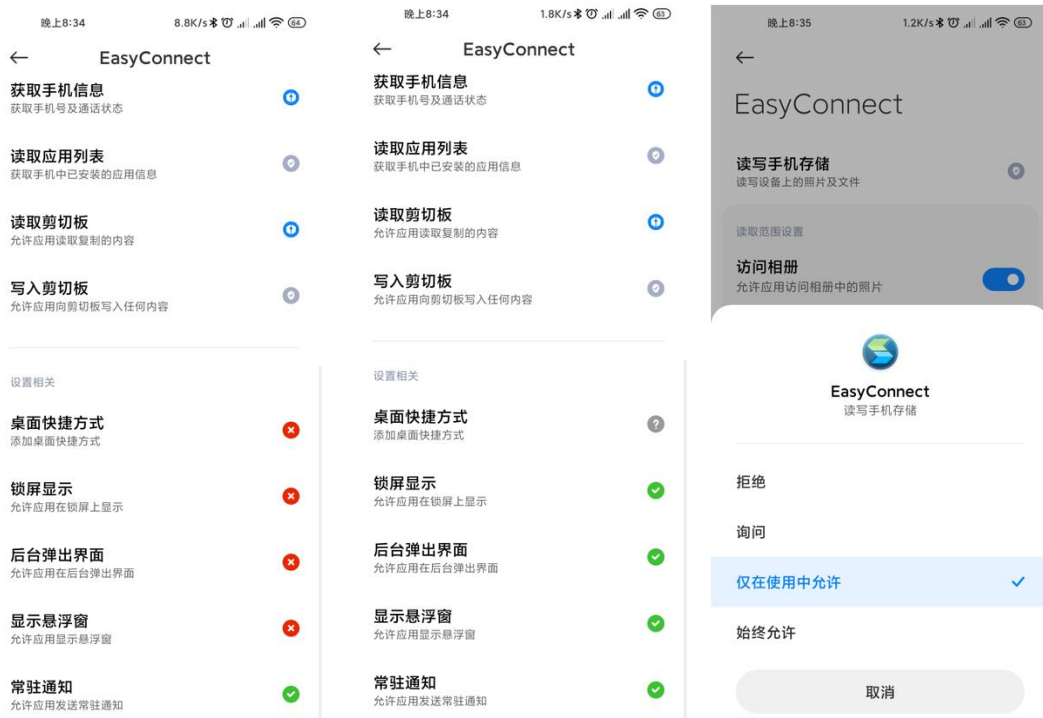 晚上8:34
8.8K/s
64
EasyConnect
获取手机信息
获取手机号及通话状态
读取应用列表
获取手机中已安装的应用信息
读取剪切板
允许应用读取复制的内容
写入剪切板
允许应用向剪切板写入任何内容
设置相关
桌面快捷方式
添加桌面快捷方式
锁屏显示
允许应用在锁屏上显示
后台弹出界面
允许应用在后台弹出界面
显示悬浮窗
允许应用显示悬浮窗
常驻通知
允许应用发送常驻通知
晚上8:34
1.8K/s
63
EasyConnect
获取手机信息
获取手机号及通话状态
读取应用列表
获取手机中已安装的应用信息
读取剪切板
允许应用读取复制的内容
写入剪切板
允许应用向剪切板写入任何内容
设置相关
桌面快捷方式
添加桌面快捷方式
锁屏显示
允许应用在锁屏上显示
后台弹出界面
允许应用在后台弹出界面
显示悬浮窗
允许应用显示悬浮窗
常驻通知
允许应用发送常驻通知
晚上8:35
1.2K/s
63
EasyConnect
读写手机存储
读写设备上的照片及文件
读取范围设置
访问相册
允许应用访问相册中的照片
EasyConnect
读写手机存储
拒绝
询问
仅在使用中允许
始终允许
取消